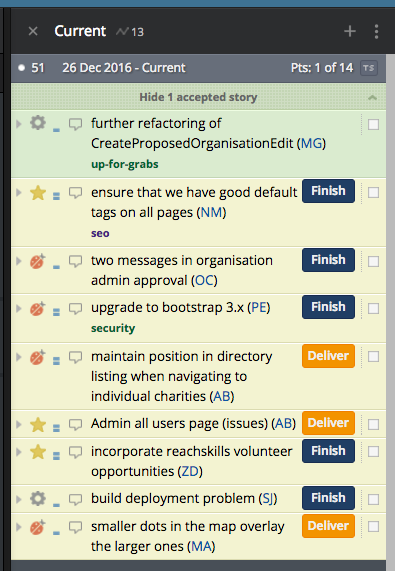 Current 13
51 26 Dec 2016 - Current Pts: 1 of 14 TS
Hide 1 accepted story
further refactoring of
CreateProposedOrganisationEdit (MG)
up-for-grabs
ensure that we have good default Finish
tags on all pages (NM)
seo
two messages in organisation Finish
admin approval (OC)
upgrade to bootstrap 3.x (PE) Finish
security
maintain position in directory Deliver
listing when navigating to
individual charities (AB)
Admin all users page (issues) (AB) Deliver
incorporate reachskills volunteer Finish
opportunities (ZD)
build deployment problem (SJ) Finish
smaller dots in the map overlay Deliver
the larger ones (MA)